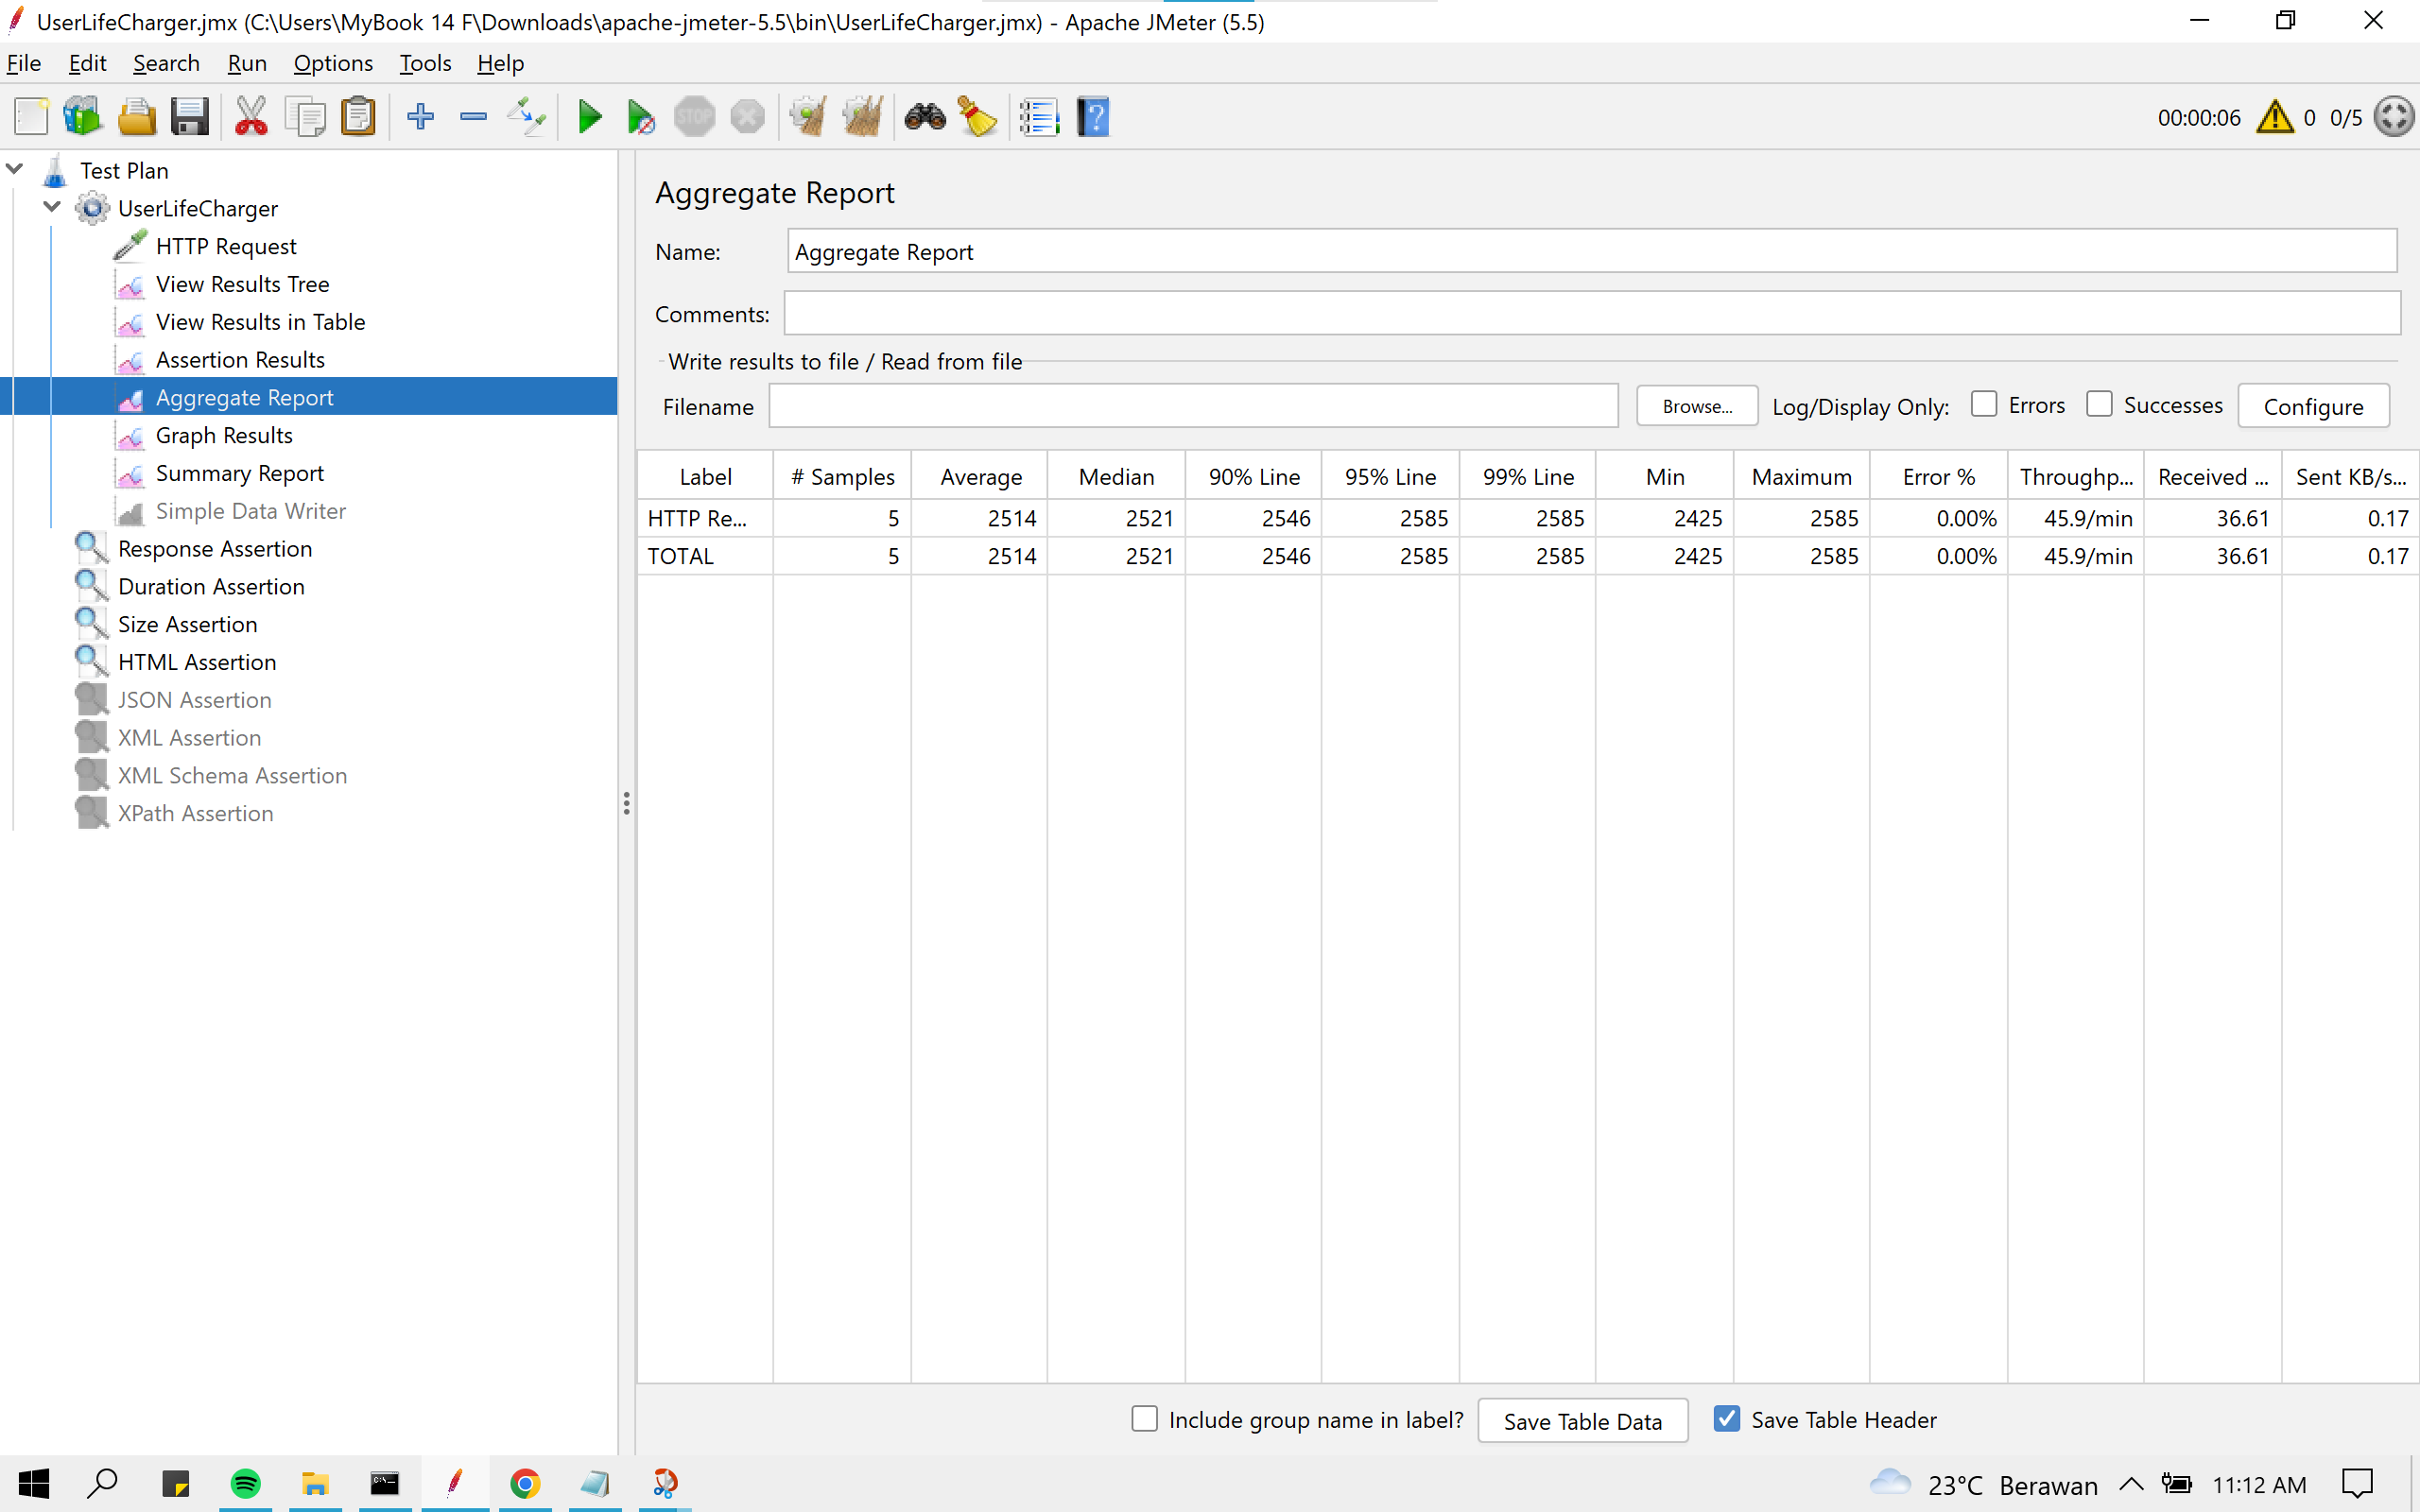 UserLifeCharger.jmx (C:\Users\MyBook 14 F\Downloads\apache-jmeter-5.5\bin\UserLifeCharger.jmx) - Apache JMeter (5.5)
File Edit Search Run Options Tools Help
STOP
00:00:06 0 0/5
Test Plan
UserLifeCharger
HTTP Request
View Results Tree
View Results in Table
Assertion Results
Aggregate Report
Graph Results
Summary Report
Simple Data Writer
Response Assertion
Duration Assertion
Size Assertion
HTML Assertion
JSON Assertion
XML Assertion
XML Schema Assertion
XPath Assertion
Aggregate Report
Name: Aggregate Report
Comments:
Write results to file / Read from file
Filename Browse... Log/Display Only: Errors Successes Configure
Label # Samples Average Median 90% Line 95% Line 99% Line Min Maximum Error % Throughp... Received ... Sent KB/s...
HTTP Re... 5 2514 2521 2546 2585 2585 2425 2585 0.00% 45.9/min 36.61 0.17
TOTAL 5 2514 2521 2546 2585 2585 2425 2585 0.00% 45.9/min 36.61 0.17
Include group name in label? Save Table Data Save Table Header
23°C Berawan 11:12 AM